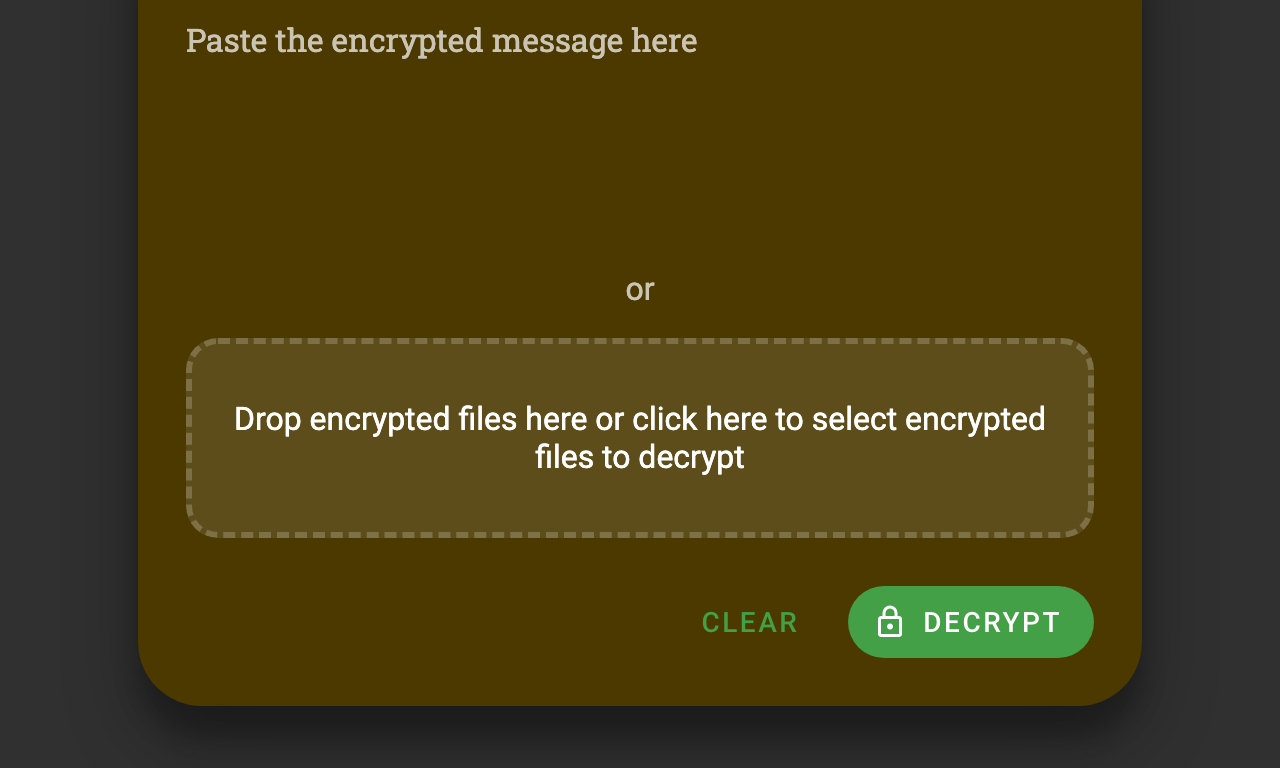 Paste the encrypted message here
or
Drop encrypted files here or click here to select encrypted
files to decrypt
CLEAR
DECRYPT